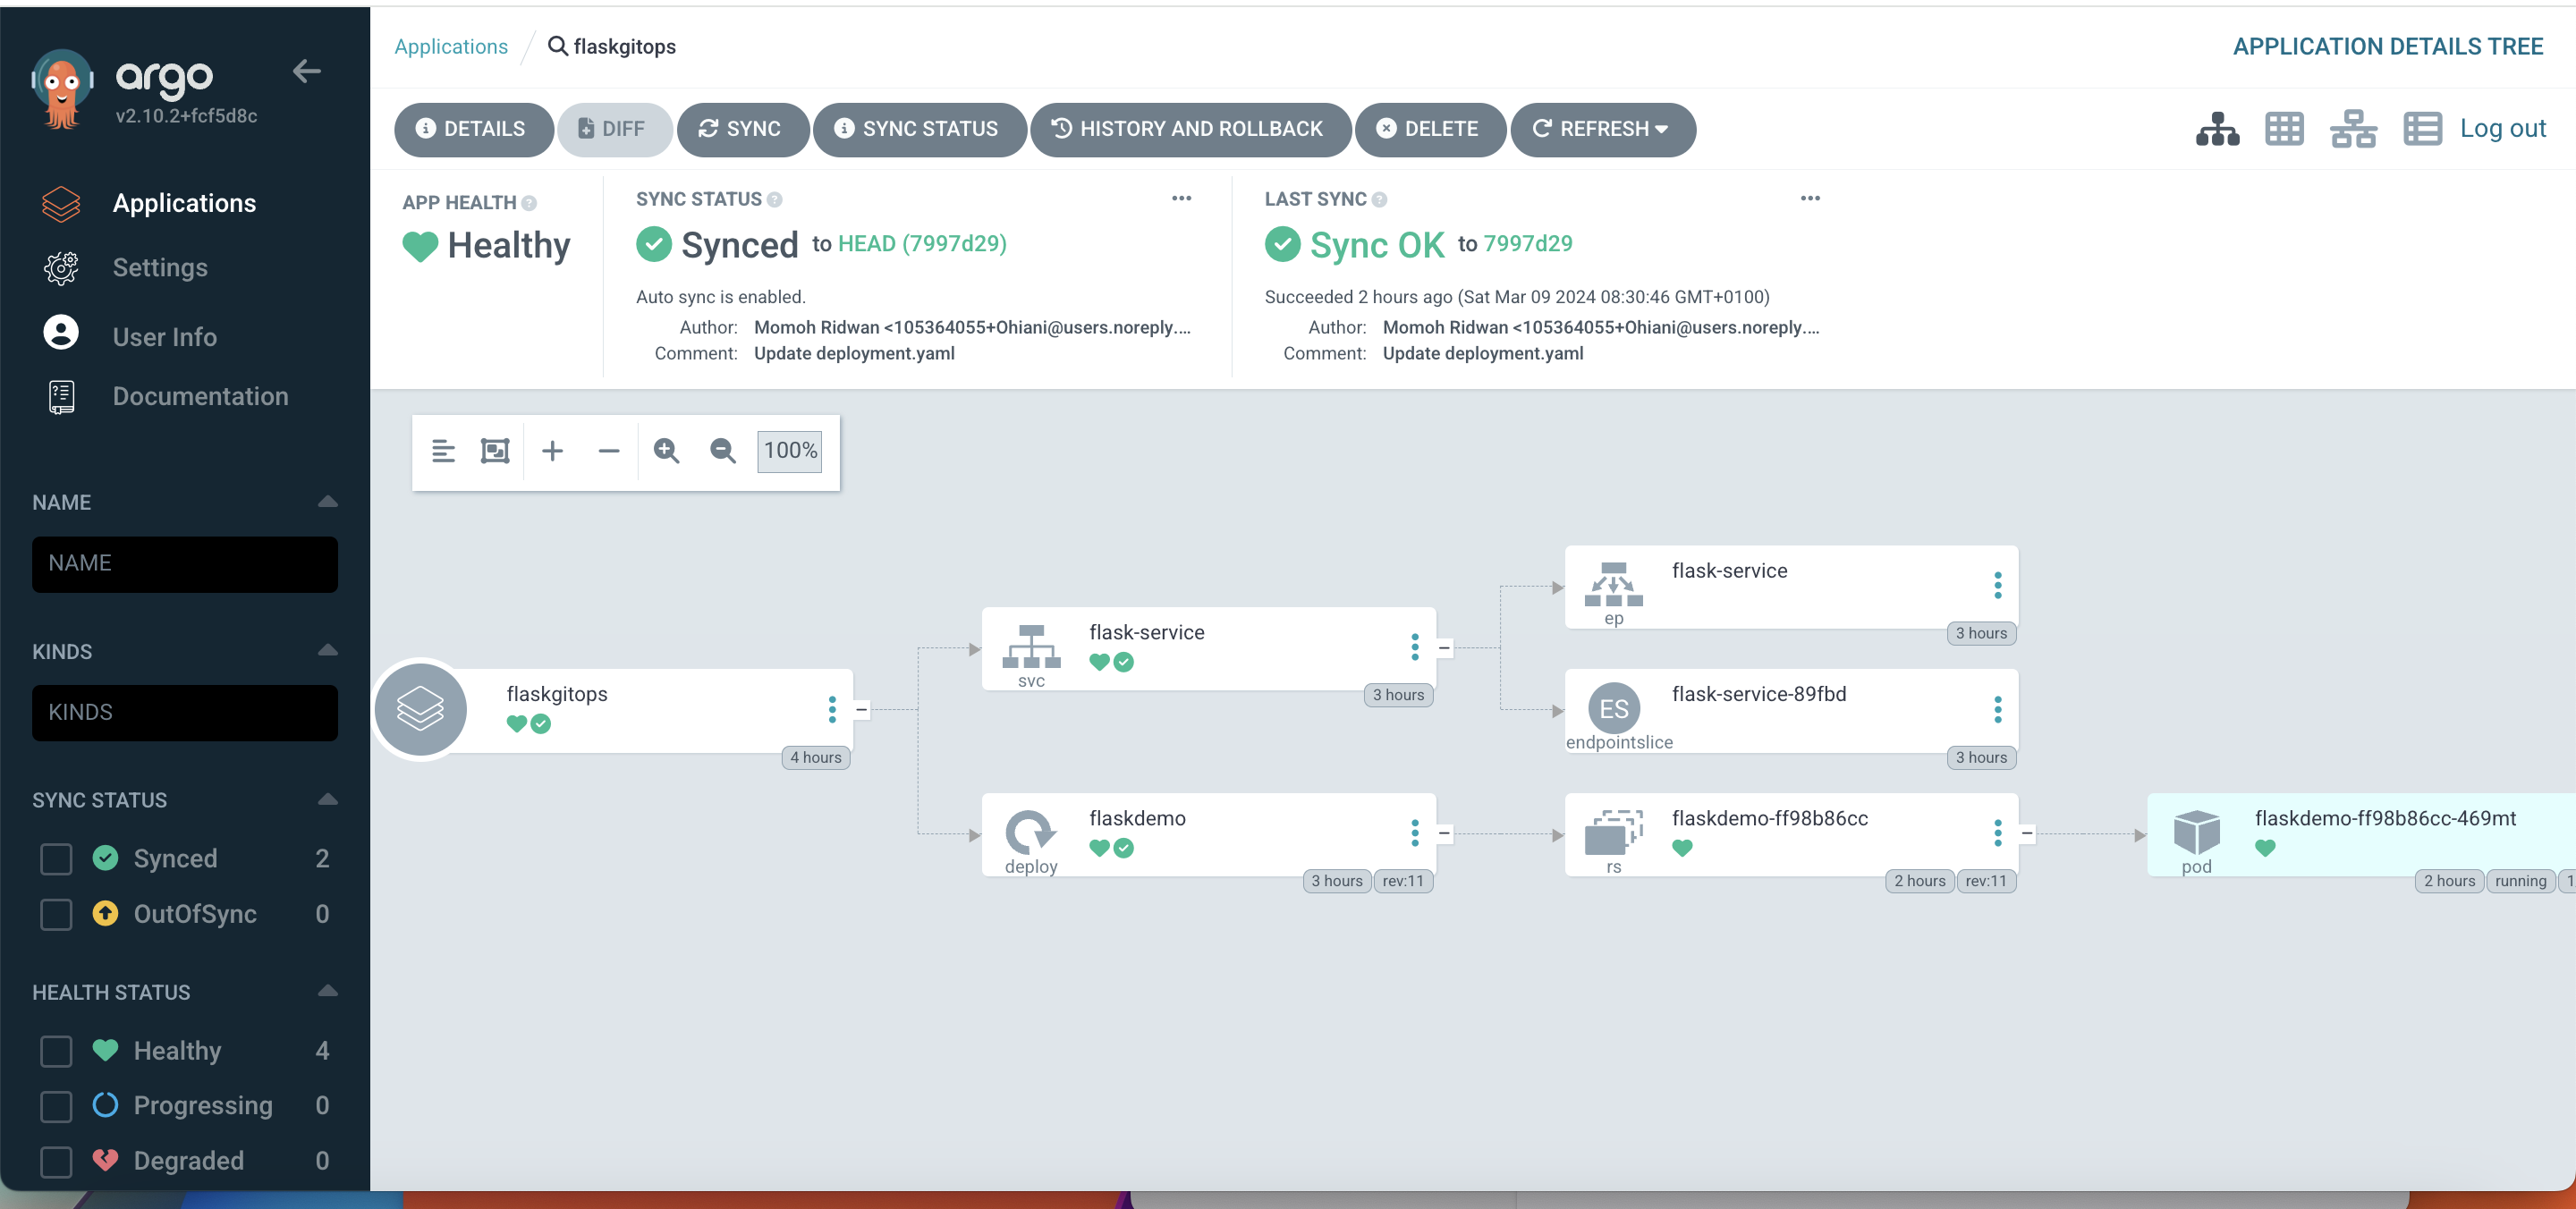 argo
v2.10.2+fcf5d8c
Applications
Settings
User Info
Documentation
NAME
NAME
KINDS
KINDS
SYNC STATUS
Synced 2
OutOfSync 0
HEALTH STATUS
Healthy 4
Progressing 0
Degraded 0
Applications / flaskgitops
APPLICATION DETAILS TREE
DETAILS DIFF SYNC SYNC STATUS HISTORY AND ROLLBACK DELETE REFRESH
Log out
APP HEALTH ?
Healthy
SYNC STATUS ? ...
Synced to HEAD (7997d29)
Auto sync is enabled.
Author: Momoh Ridwan <105364055+Ohiani@users.noreply....
Comment: Update deployment.yaml
LAST SYNC ? ...
Sync OK to 7997d29
Succeeded 2 hours ago (Sat Mar 09 2024 08:30:46 GMT+0100)
Author: Momoh Ridwan <105364055+Ohiani@users.noreply....
Comment: Update deployment.yaml
100%
flaskgitops
4 hours
flask-service
svc
3 hours
flaskdemo
deploy
3 hours rev:11
flask-service
ep
3 hours
flask-service-89fbd
ES
endpointslice
3 hours
flaskdemo-ff98b86cc
rs
2 hours rev:11
flaskdemo-ff98b86cc-469mt
pod
2 hours running 1